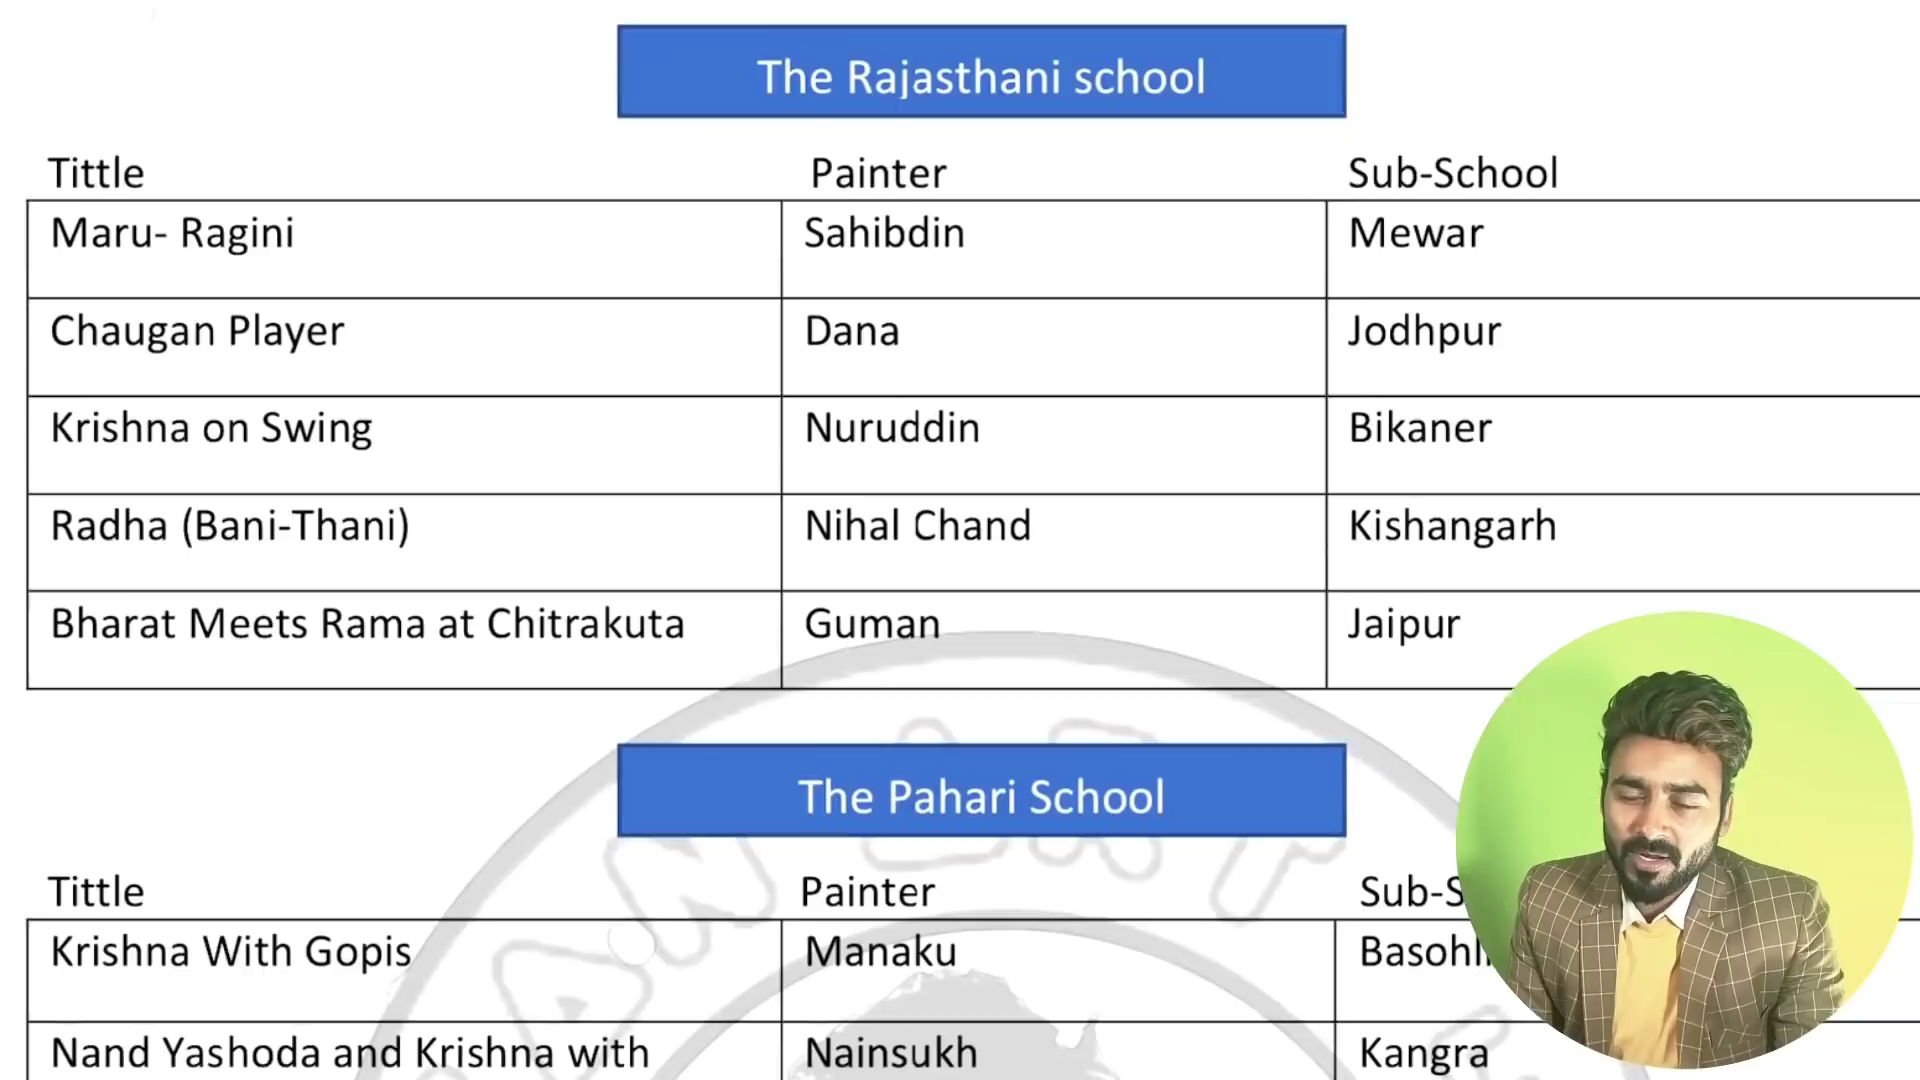 The Rajasthani school
Tittle Painter Sub-School
Maru- Ragini Sahibdin Mewar
Chaugan Player Dana Jodhpur
Krishna on Swing Nuruddin Bikaner
Radha (Bani-Thani) Nihal Chand Kishangarh
Bharat Meets Rama at Chitrakuta Guman Jaipur
The Pahari School
Tittle Painter
Krishna With Gopis Manaku
Nand Yashoda and Krishna with Nainsukh Kangra